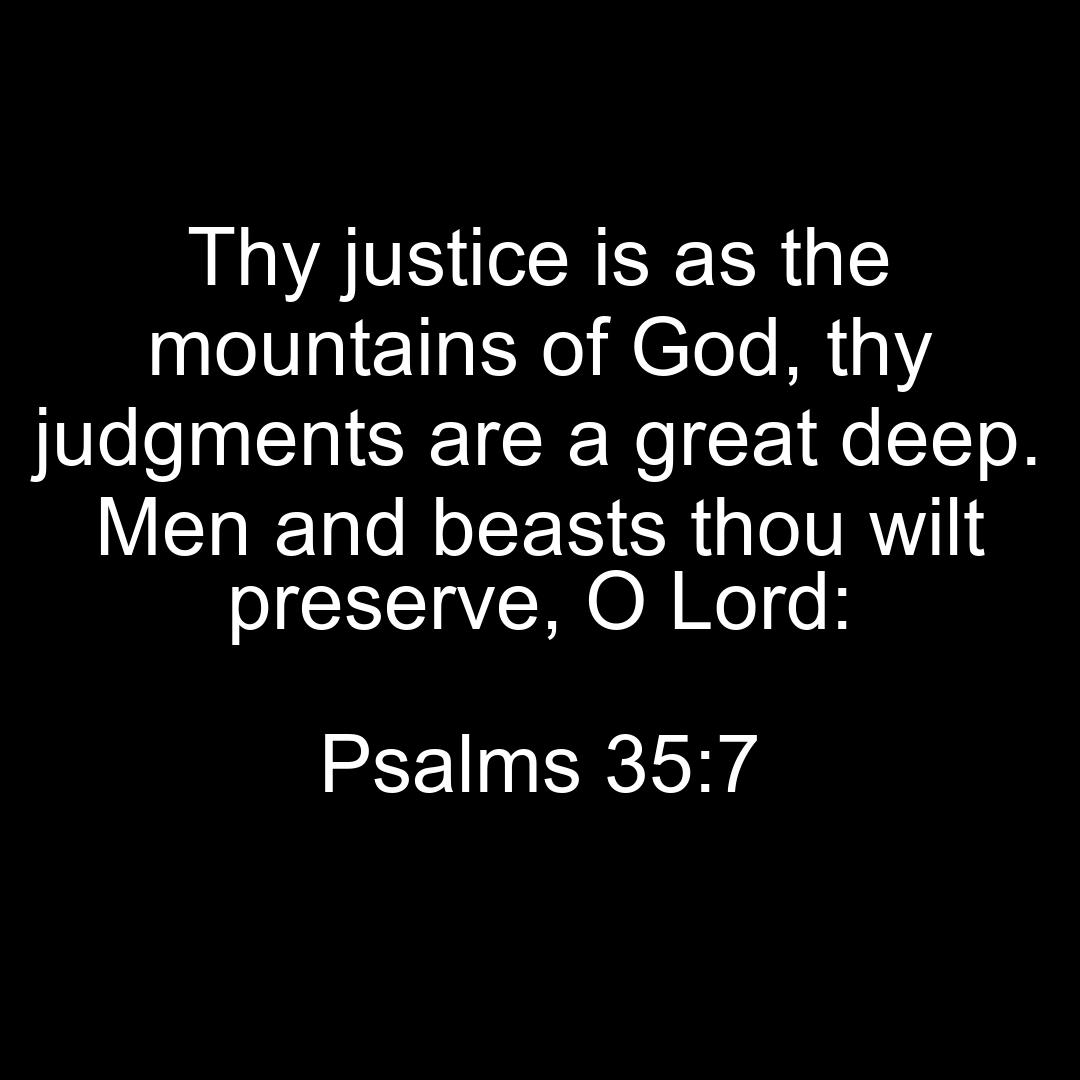 Thy justice is as the
mountains of God, thy
judgments are a great deep.
Men and beasts thou wilt
preserve, O Lord:
Psalms 35:7